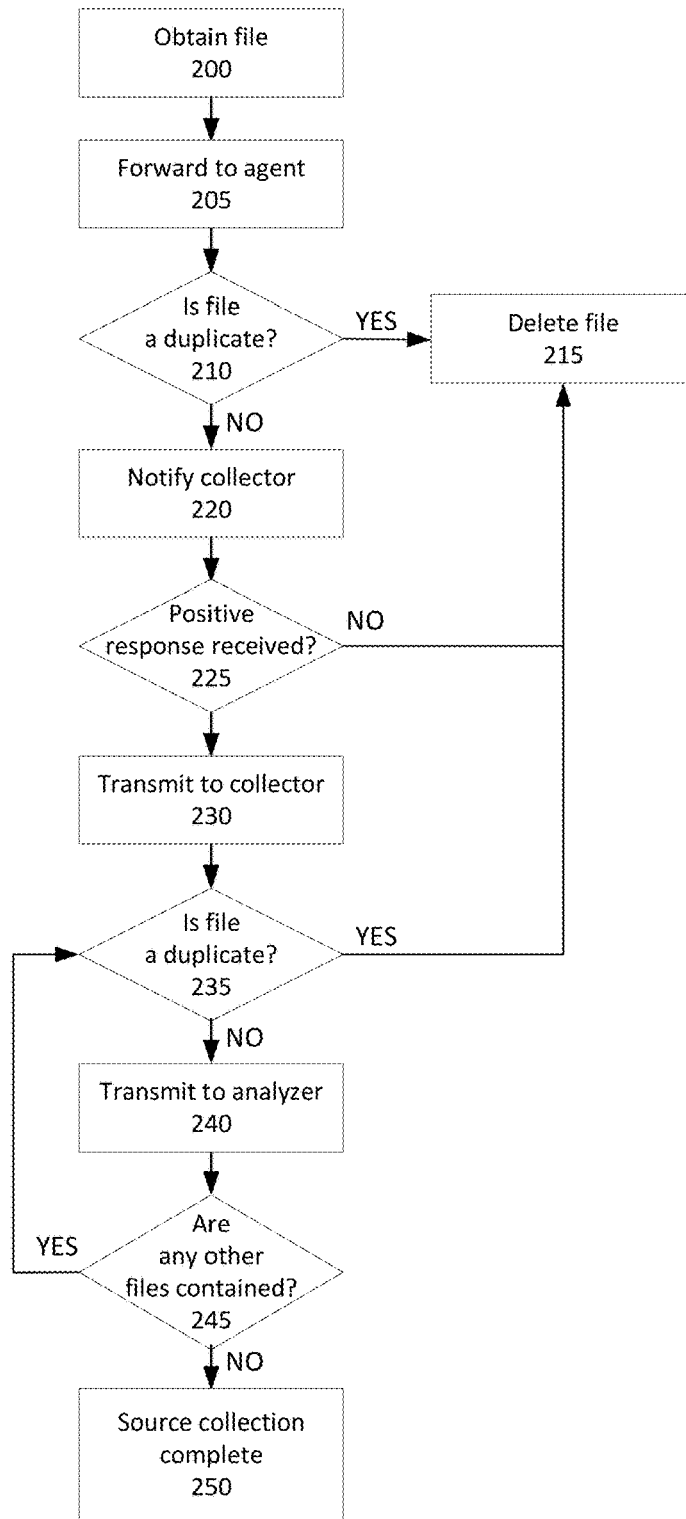 Obtain file
200
Forward to agent
205
Is file
a duplicate?
210
YES
Delete file
215
NO
Notify collector
220
Positive
response received?
225
NO
Transmit to collector
230
Is file
a duplicate?
235
YES
NO
Transmit to analyzer
240
Are
any other
files contained?
245
YES
NO
Source collection
complete
250